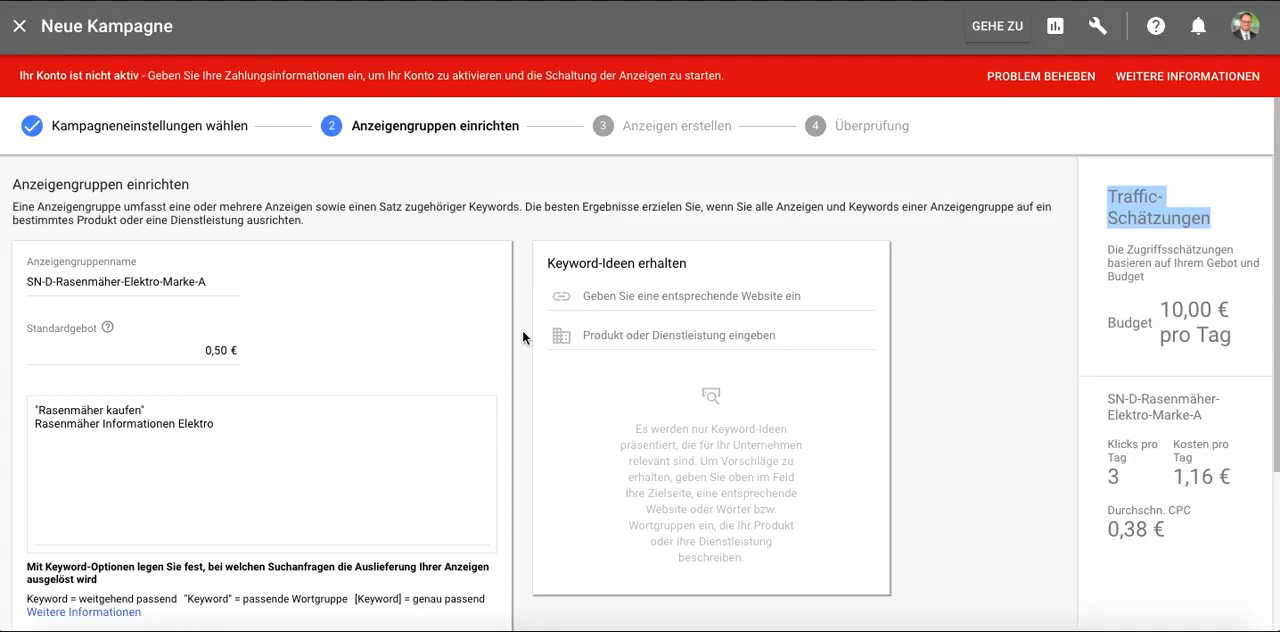 Neue Kampagne
GEHE ZU
Ihr Konto ist nicht aktiv - Geben Sie Ihre Zahlungsinformationen ein, um Ihr Konto zu aktivieren und die Schaltung der Anzeigen zu starten.
PROBLEM BEHEBEN
WEITERE INFORMATIONEN
Kampagneneinstellungen wählen
2 Anzeigengruppen einrichten
3 Anzeigen erstellen
4 Überprüfung
Anzeigengruppen einrichten
Eine Anzeigengruppe umfasst eine oder mehrere Anzeigen sowie einen Satz zugehöriger Keywords. Die besten Ergebnisse erzielen Sie, wenn Sie alle Anzeigen und Keywords einer Anzeigengruppe auf ein
bestimmtes Produkt oder eine Dienstleistung ausrichten.
Anzeigengruppenname
SN-D-Rasenmäher-Elektro-Marke-A
Standardgebot
0,50 €
"Rasenmäher kaufen"
Rasenmäher Informationen Elektro
Mit Keyword-Optionen legen Sie fest, bei welchen Suchanfragen die Auslieferung Ihrer Anzeigen
ausgelöst wird
Keyword = weitgehend passend "Keyword" = passende Wortgruppe [Keyword] = genau passend
Weitere Informationen
Keyword-Ideen erhalten
Geben Sie eine entsprechende Website ein
Produkt oder Dienstleistung eingeben
Es werden nur Keyword-Ideen
präsentiert, die für Ihr Unternehmen
relevant sind. Um Vorschläge zu
erhalten, geben Sie oben im Feld
Ihre Zielseite, eine entsprechende
Website oder Wörter bzw.
Wortgruppen ein, die Ihr Produkt
oder Ihre Dienstleistung
beschreiben.
Traffic-
Schätzungen
Die Zugriffsschätzungen
basieren auf Ihrem Gebot und
Budget
Budget
10,00 €
pro Tag
SN-D-Rasenmäher-
Elektro-Marke-A
Klicks pro
Tag
3
Kosten pro
Tag
1,16 €
Durchschn. CPC
0,38 €